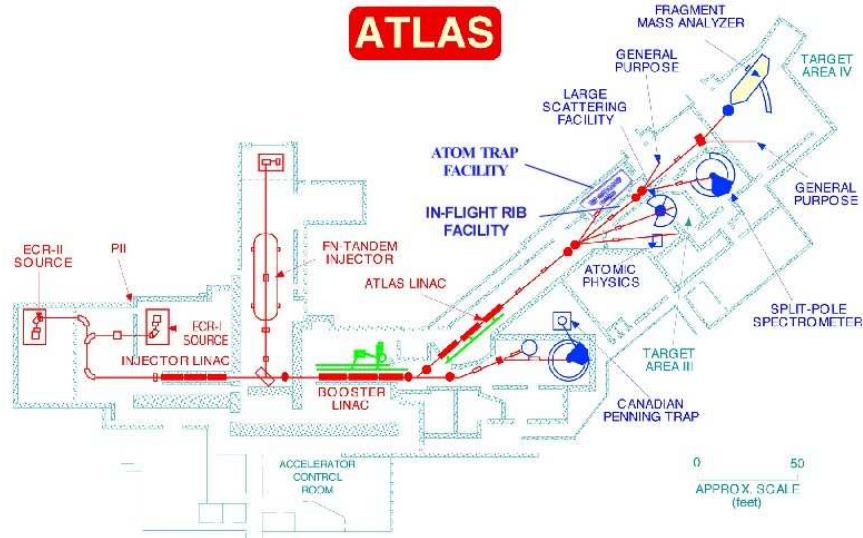 ATLAS
FRAGMENT
MASS ANALYZER
GENERAL
PURPOSE
TARGET
AREA IV
LARGE
SCATTERING
FACILITY
ATOM TRAP
FACILITY
GENERAL
PURPOSE
IN-FLIGHT RIB
FACILITY
ECR-II
SOURCE
PII
FN-TANDEM
INJECTOR
ATLAS LINAC
ATOMIC
PHYSICS
SPLIT-POLE
SPECTROMETER
ECR-I
SOURCE
INJECTOR LINAC
TARGET
AREA III
BOOSTER
LINAC
CANADIAN
PENNING TRAP
ACCELERATOR
CONTROL
ROOM
0 50
APPROX. SCALE
(feet)